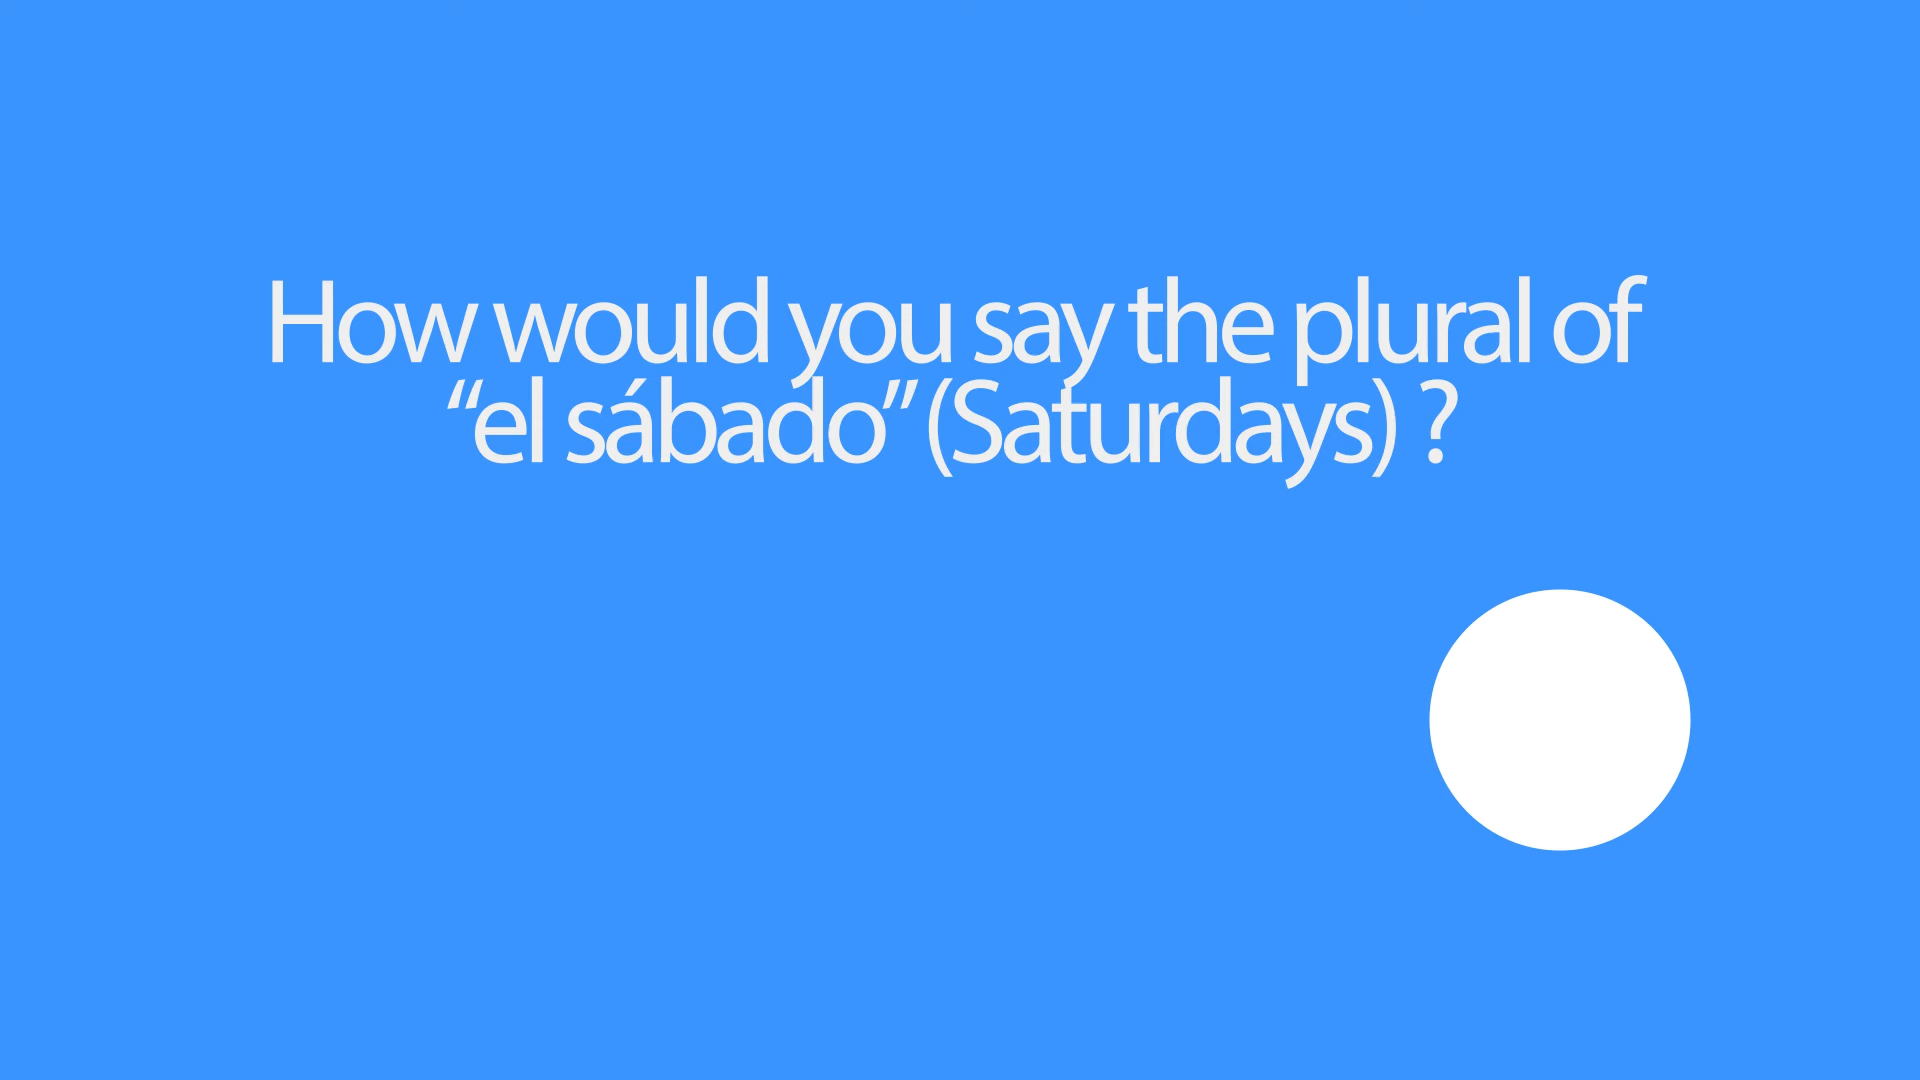 How would you say the plural of
“el sábado” (Saturdays) ?